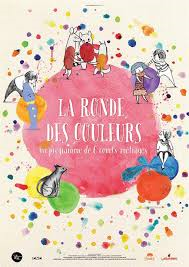 LA RONDE
DES COULEURS
un programme de 6 courts métrages